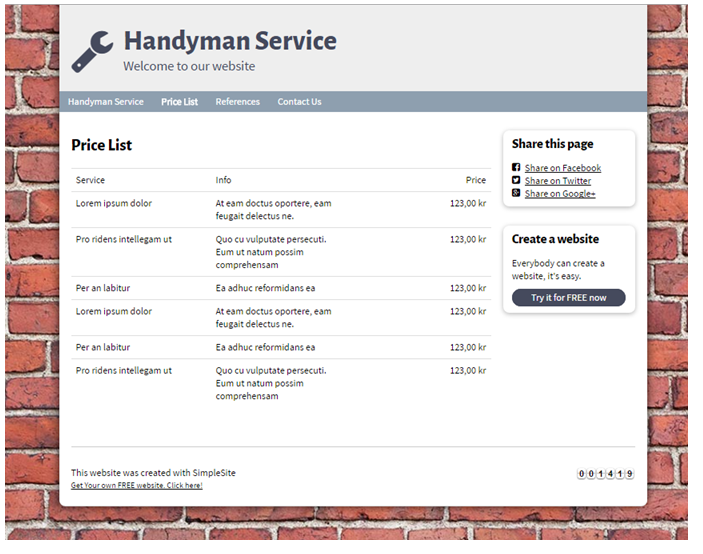 Handyman Service
Welcome to our website
Handyman Service Price List References Contact Us
Price List
Service Info Price
Lorem ipsum dolor At eam doctus oportere, eam 123,00 kr
feugait delectus ne.
Pro ridens intellegam ut Quo cu vulputate persecuti. 123,00 kr
Eum ut natum possim
comprehensam
Per an labitur Ea adhuc reformidans ea 123,00 kr
Lorem ipsum dolor At eam doctus oportere, eam 123,00 kr
feugait delectus ne.
Per an labitur Ea adhuc reformidans ea 123,00 kr
Pro ridens intellegam ut Quo cu vulputate persecuti. 123,00 kr
Eum ut natum possim
comprehensam
Share this page
Share on Facebook
Share on Twitter
Share on Google+
Create a website
Everybody can create a
website, it's easy.
Try it for FREE now
This website was created with SimpleSite
Get Your own FREE website. Click here!
001419